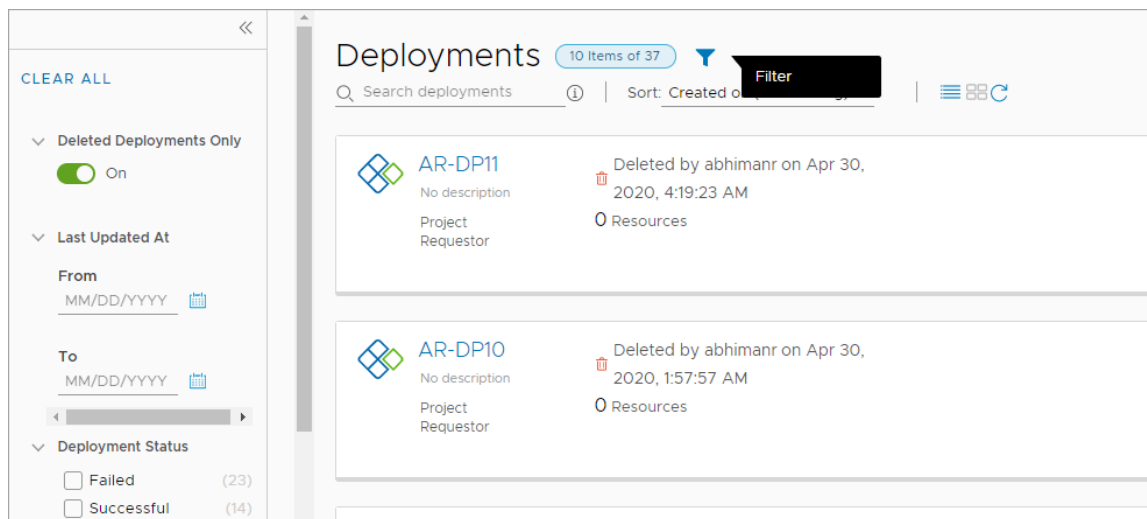 CLEAR ALL
Deleted Deployments Only
On
Last Updated At
From
MM/DD/YYYY
To
MM/DD/YYYY
Deployment Status
Failed (23)
Successful (14)
Deployments 10 Items of 37
Filter
Search deployments Sort: Created
AR-DP11
No description
Project
Requestor
Deleted by abhimanr on Apr 30,
2020, 4:19:23 AM
0 Resources
AR-DP10
No description
Project
Requestor
Deleted by abhimanr on Apr 30,
2020, 1:57:57 AM
0 Resources